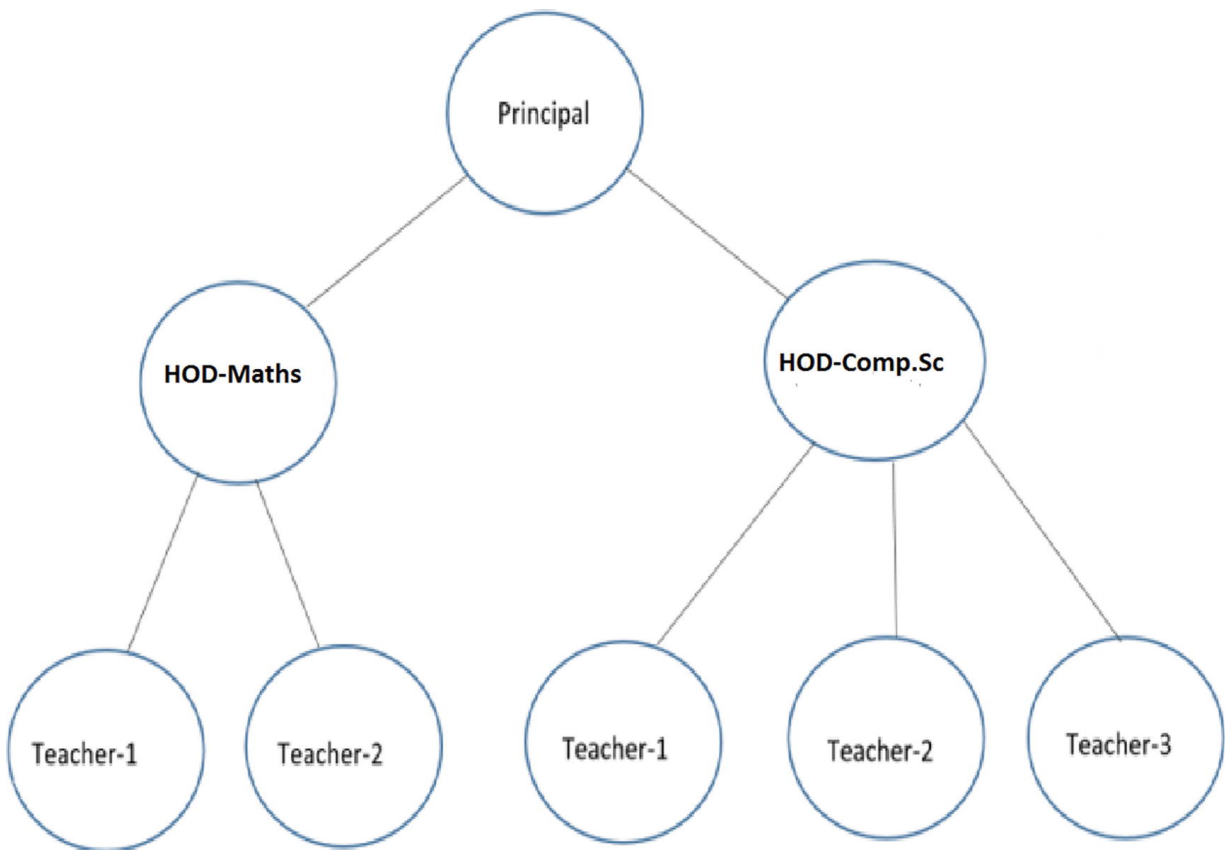 Principal
HOD-Maths
HOD-Comp.Sc
Teacher-1
Teacher-2
Teacher-1
Teacher-2
Teacher-3